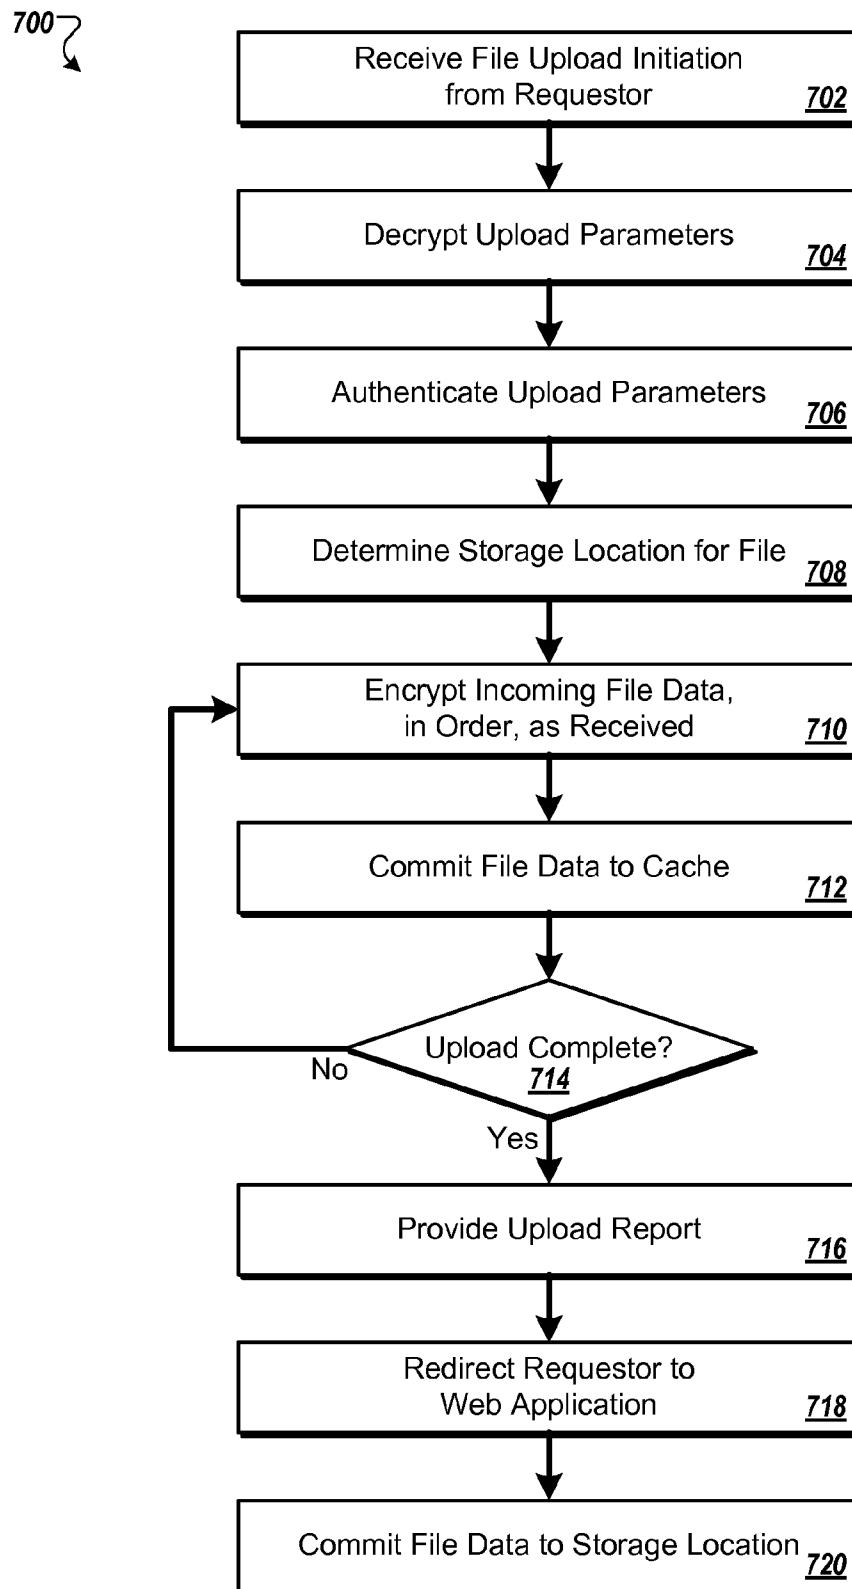 700
Receive File Upload Initiation
from Requestor
702
Decrypt Upload Parameters
704
Authenticate Upload Parameters
706
Determine Storage Location for File
708
Encrypt Incoming File Data,
in Order, as Received
710
Commit File Data to Cache
712
Upload Complete?
714
No
Yes
Provide Upload Report
716
Redirect Requestor to
Web Application
718
Commit File Data to Storage Location
720